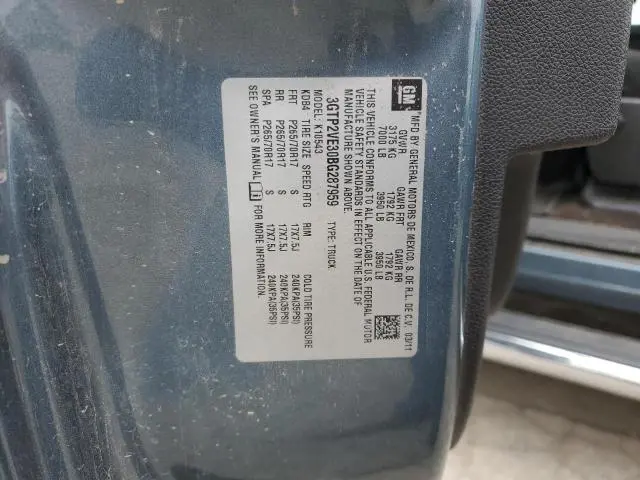 GM
MFD BY GENERAL MOTORS DE MEXICO, S. DE R.L. DE C.V. 03/11
GVWR GAWR FRT GAWR RR
3175 KG 1792 KG 1792 KG
7000 LB 3950 LB 3950 LB
THIS VEHICLE CONFORMS TO ALL APPLICABLE U.S. FEDERAL MOTOR
VEHICLE SAFETY STANDARDS IN EFFECT ON THE DATE OF
MANUFACTURE SHOWN ABOVE.
3GTP2VE30BG287959 TYPE: TRUCK
MODEL: K10543
KDB4 TIRE SIZE SPEED RTG RIM COLD TIRE PRESSURE
FRT P265/70R17 S 17X7.5J 240KPA(35PSI)
RR P265/70R17 S 17X7.5J 240KPA(35PSI)
SPA P265/70R17 S 17X7.5J 240KPA(35PSI)
SEE OWNER'S MANUAL FOR MORE INFORMATION.